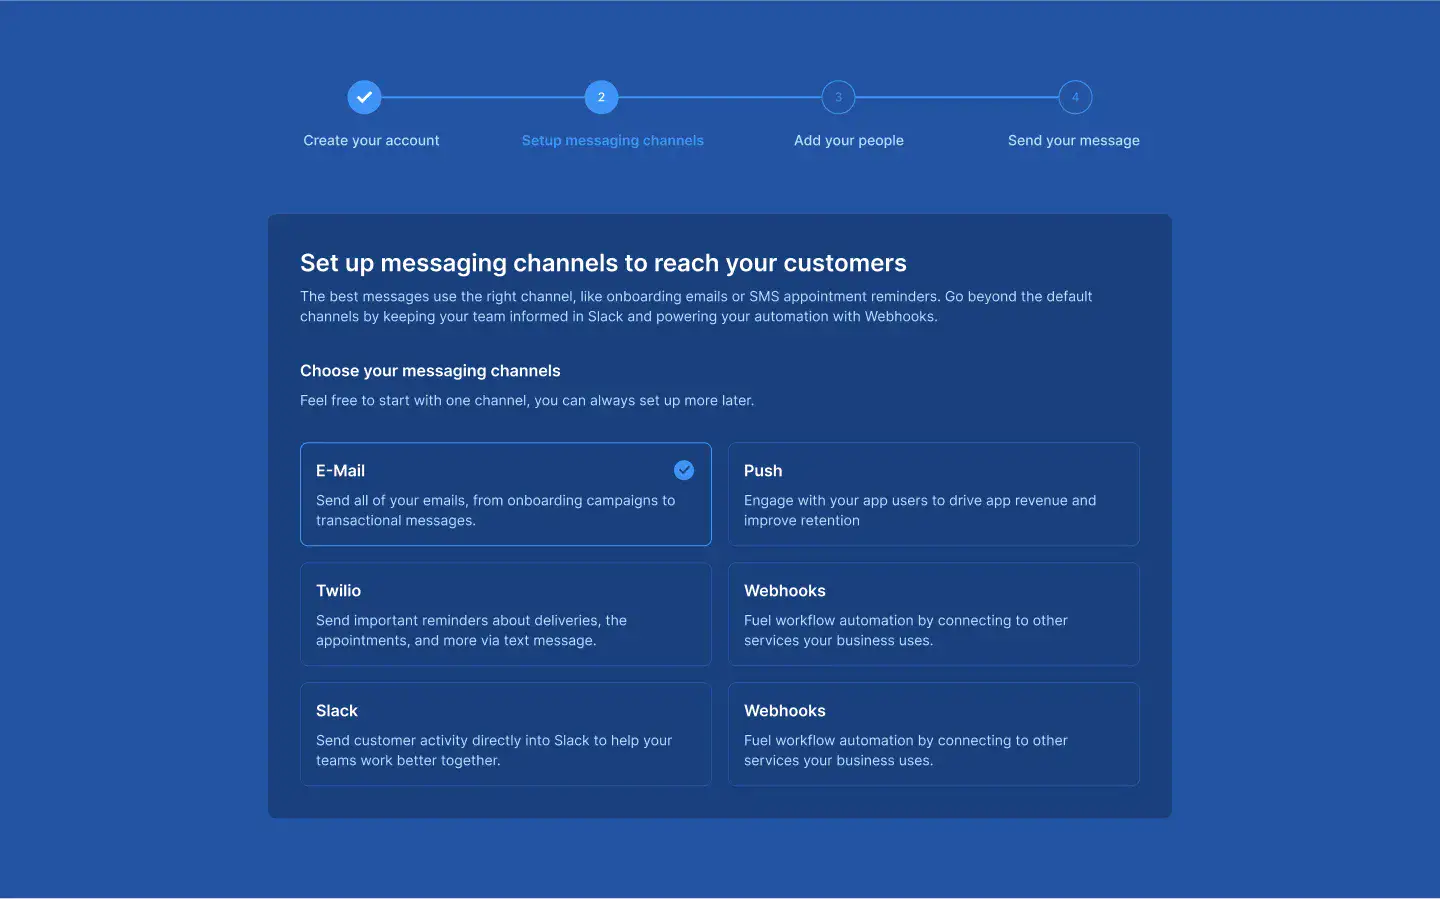 2
3
4
Create your account
Setup messaging channels
Add your people
Send your message
Set up messaging channels to reach your customers
The best messages use the right channel, like onboarding emails or SMS appointment reminders. Go beyond the default
channels by keeping your team informed in Slack and powering your automation with Webhooks.
Choose your messaging channels
Feel free to start with one channel, you can always set up more later.
E-Mail
Send all of your emails, from onboarding campaigns to
transactional messages.
Push
Engage with your app users to drive app revenue and
improve retention
Twilio
Send important reminders about deliveries, the
appointments, and more via text message.
Webhooks
Fuel workflow automation by connecting to other
services your business uses.
Slack
Send customer activity directly into Slack to help your
teams work better together.
Webhooks
Fuel workflow automation by connecting to other
services your business uses.